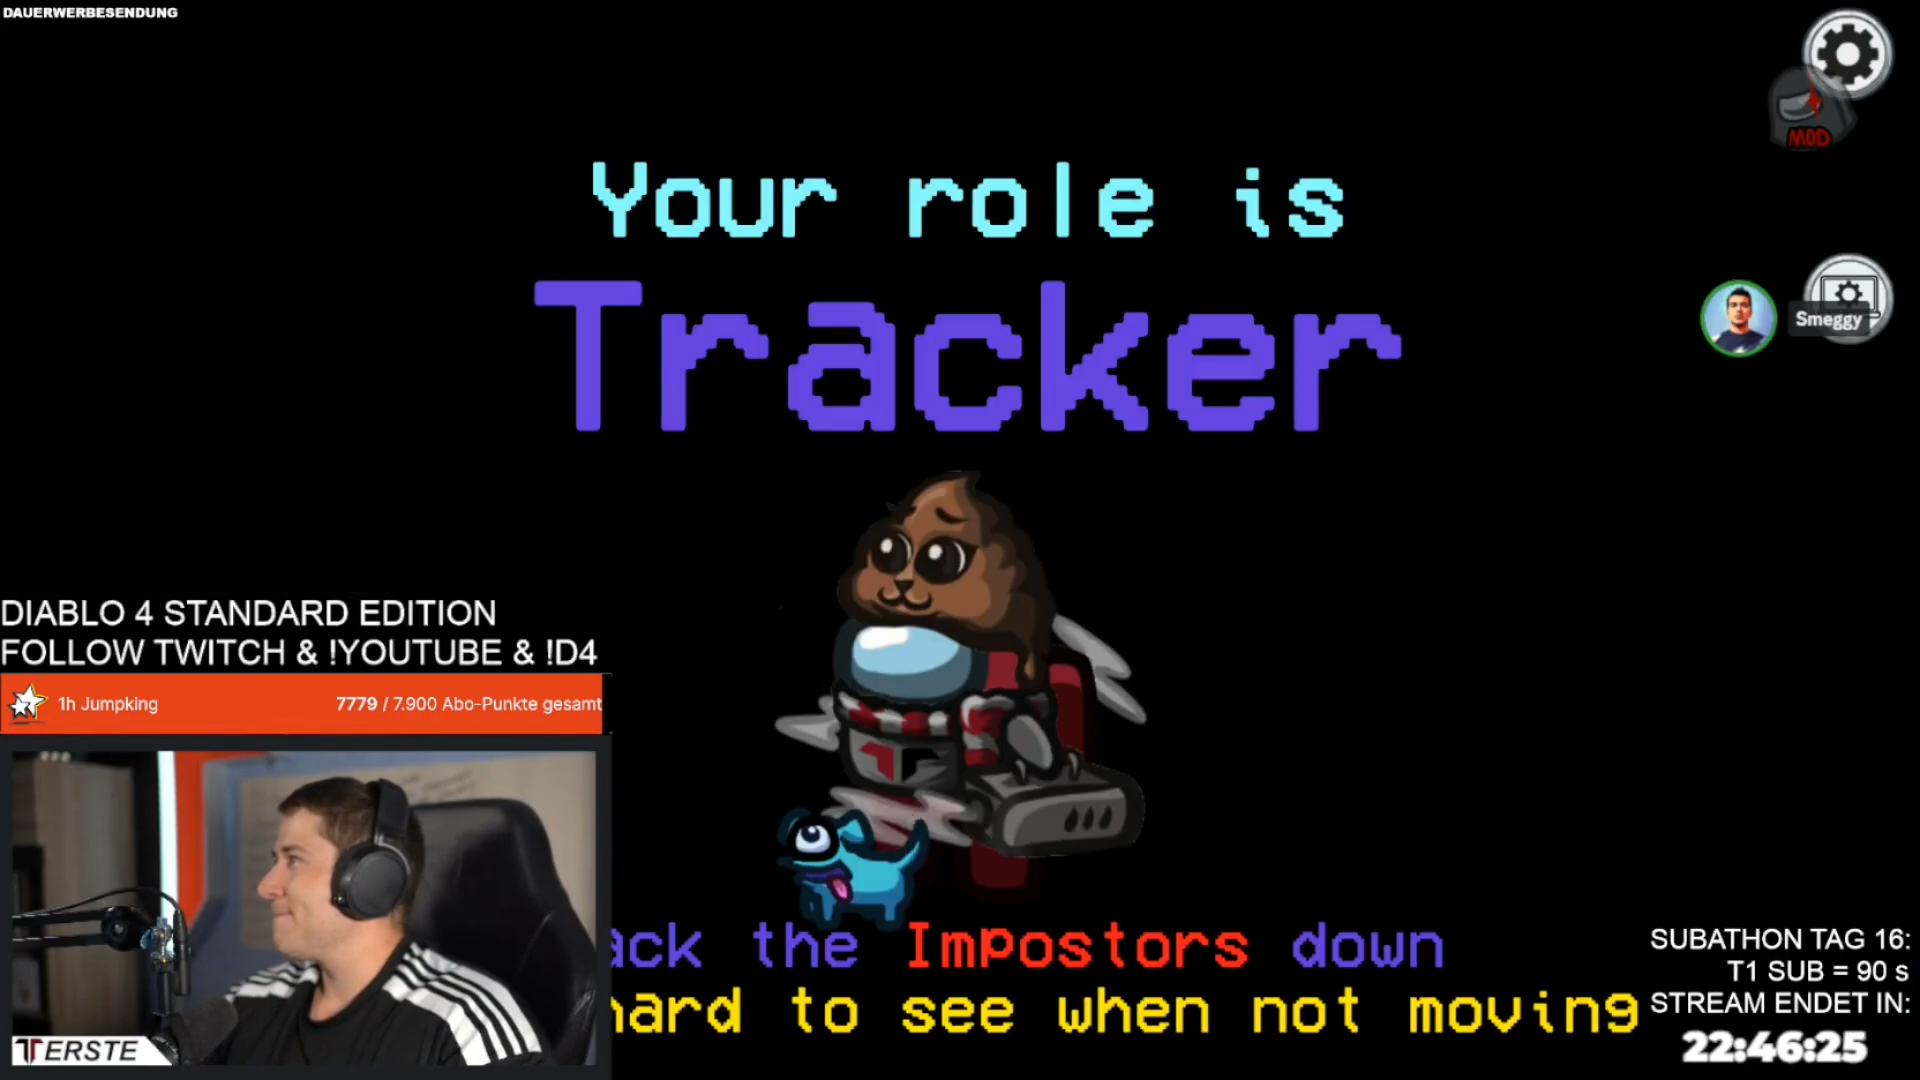 DAUERWERBESENDUNG
MOD
Your role is
Tracker
Smeggy
DIABLO 4 STANDARD EDITION
FOLLOW TWITCH & !YOUTUBE & !D4
1h Jumpking 7779 / 7.900 Abo-Punkte gesamt
ack the Impostors down
hard to see when not moving
TERSTE
SUBATHON TAG 16:
T1 SUB = 90 s
STREAM ENDET IN:
22:46:25